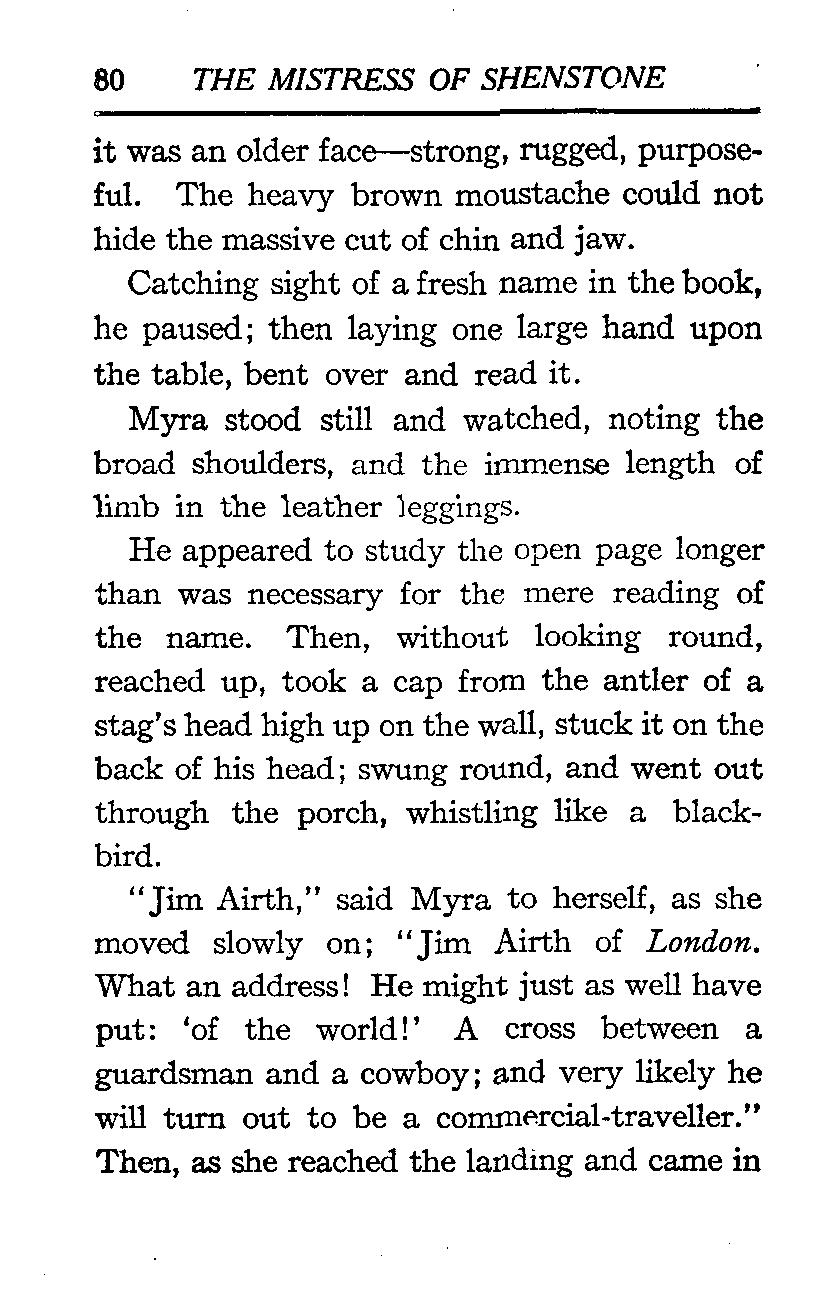 80 THE MISTRESS OF SHENSTONE
it was an older face—strong, rugged, purpose-
ful. The heavy brown moustache could not
hide the massive cut of chin and jaw.
Catching sight of a fresh name in the book,
he paused; then laying one large hand upon
the table, bent over and read it.
Myra stood still and watched, noting the
broad shoulders, and the immense length of
limb in the leather leggings.
He appeared to study the open page longer
than was necessary for the mere reading of
the name. Then, without looking round,
reached up, took a cap from the antler of a
stag's head high up on the wall, stuck it on the
back of his head; swung round, and went out
through the porch, whistling like a black-
bird.
"Jim Airth," said Myra to herself, as she
moved slowly on; "Jim Airth of London.
What an address! He might just as well have
put: 'of the world!' A cross between a
guardsman and a cowboy; and very likely he
will turn out to be a commercial-traveller."
Then, as she reached the landing and came in